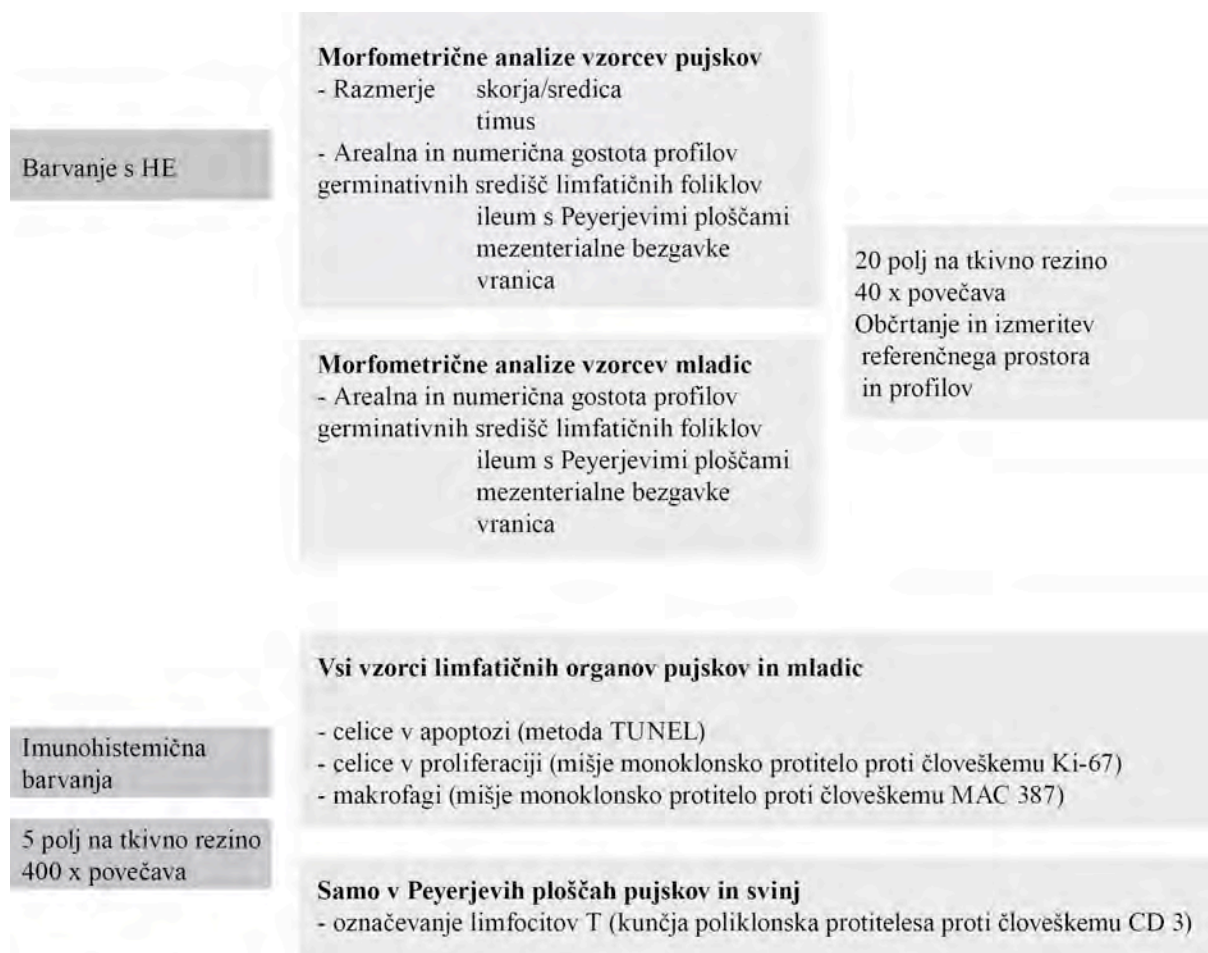 Barvanje s HE
Morfometrične analize vzorcev pujskov
- Razmerje skorja/sredica
timus
- Arealna in numerična gostota profilov
germinativnih središč limfatičnih foliklov
ileum s Peyerjevimi ploščami
mezenterialne bezgavke
vranica
Morfometrične analize vzorcev mladic
- Arealna in numerična gostota profilov
germinativnih središč limfatičnih foliklov
ileum s Peyerjevimi ploščami
mezenterialne bezgavke
vranica
20 polj na tkivno rezino
40 x povečava
Občrtanje in izmeritev
referenčnega prostora
in profilov
Imunohistemična
barvanja
5 polj na tkivno rezino
400 x povečava
Vsi vzorci limfatičnih organov pujskov in mladic
- celice v apoptozi (metoda TUNEL)
- celice v proliferaciji (mišje monoklonsko protitelo proti človeškemu Ki-67)
- makrofagi (mišje monoklonsko protitelo proti človeškemu MAC 387)
Samo v Peyerjevih ploščah pujskov in svinj
- označevanje limfocitov T (kunčja poliklonska protitelesa proti človeškemu CD 3)